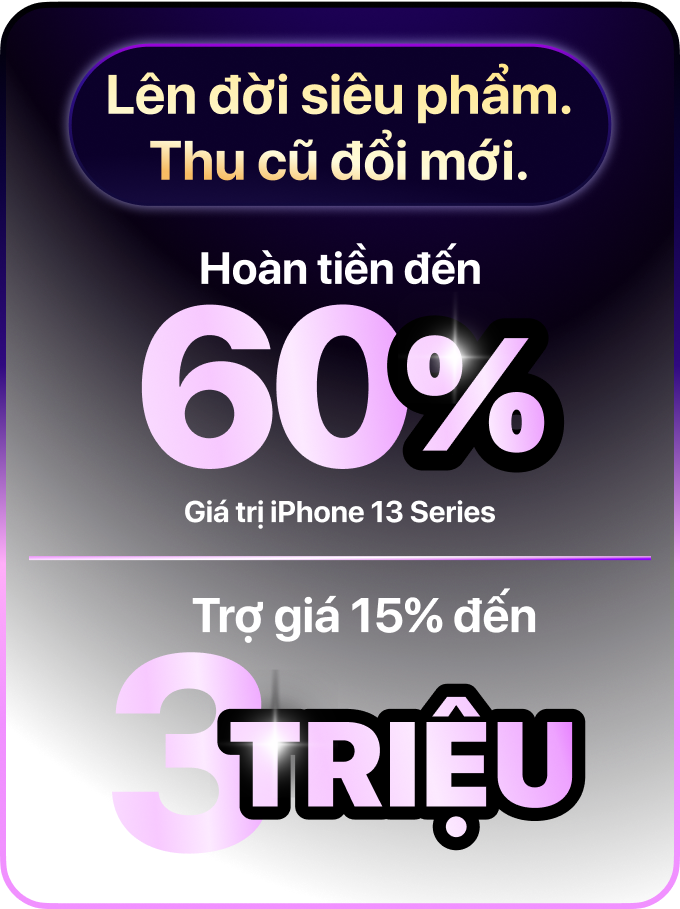 Lên đời siêu phẩm.
Thu cũ đổi mới.
Hoàn tiền đến
60%
Giá trị iPhone 13 Series
Trợ giá 15% đến
3 TRIỆU